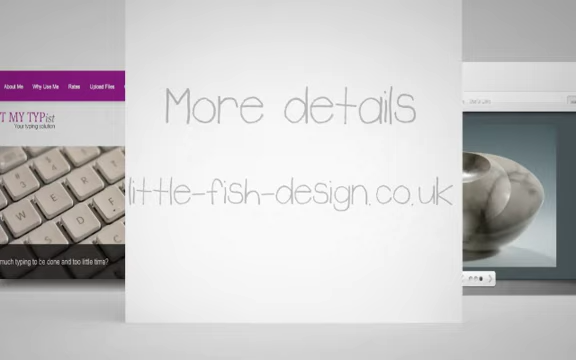 More details
little-fish-design.co.uk
About Me Why Use Me Rates Upload Files
T MY TYPist
Your typing solution
W E R T
S D F
much typing to be done and too little time?